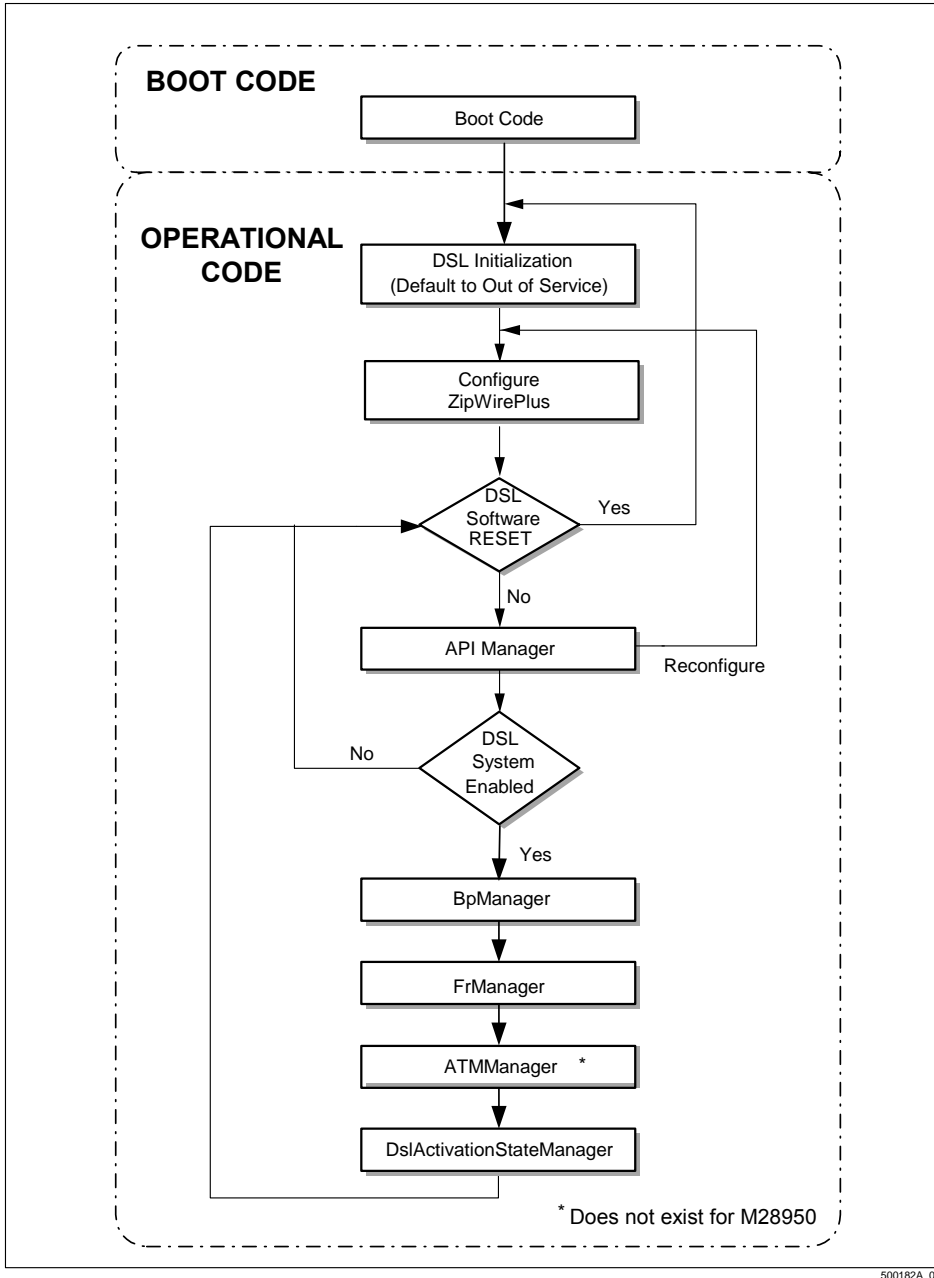 BOOT CODE
Boot Code
OPERATIONAL
CODE
DSL Initialization
(Default to Out of Service)
Configure
ZipWirePlus
DSL
Software
RESET
Yes
No
API Manager
Reconfigure
DSL
System
Enabled
No
Yes
BpManager
FrManager
ATMManager *
DslActivationStateManager
* Does not exist for M28950